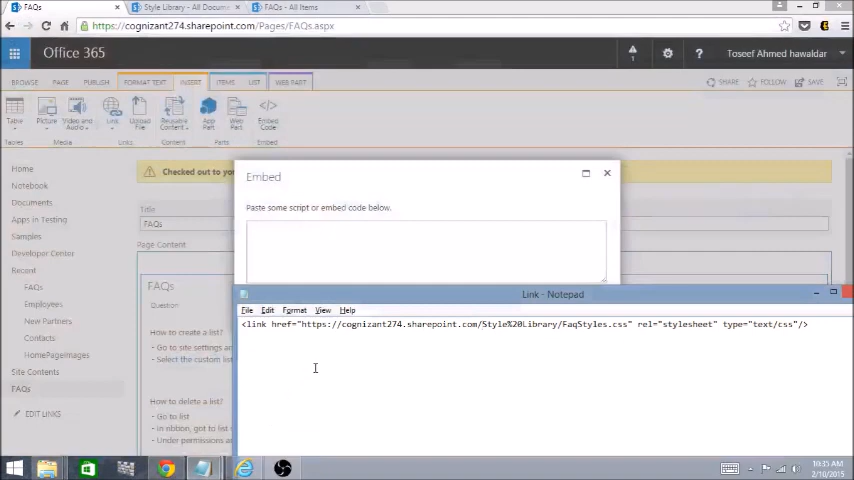 FAQs
Style Library - All Docume
FAQs - All Items
https://cognizant274.sharepoint.com/Pages/FAQs.aspx
Office 365
1
?
Toseef Ahmed hawaldar
BROWSE PAGE PUBLISH FORMAT TEXT INSERT ITEMS LIST WEB PART
SHARE FOLLOW SAVE
Table Picture Video and Audio Link Upload File Reusable Content App Part Web Part Embed Code
Tables Media Links Content Parts Embed
Home
Notebook
Documents
Apps in Testing
Samples
Developer Center
Recent
FAQs
Employees
New Partners
Contacts
HomePageImages
Site Contents
FAQs
EDIT LINKS
Checked out to yo
Title
FAQs
Page Content
FAQs
Question
How to create a list?
- Go to site settings a
- Select the custom list
How to delete a list?
- Go to list
- In ribbon, got to list
- Under permissions a
Embed
Paste some script or embed code below.
Link - Notepad
File Edit Format View Help
<link href="https://cognizant274.sharepoint.com/Style%20Library/FaqStyles.css" rel="stylesheet" type="text/css"/>
10:35 AM
2/10/2015